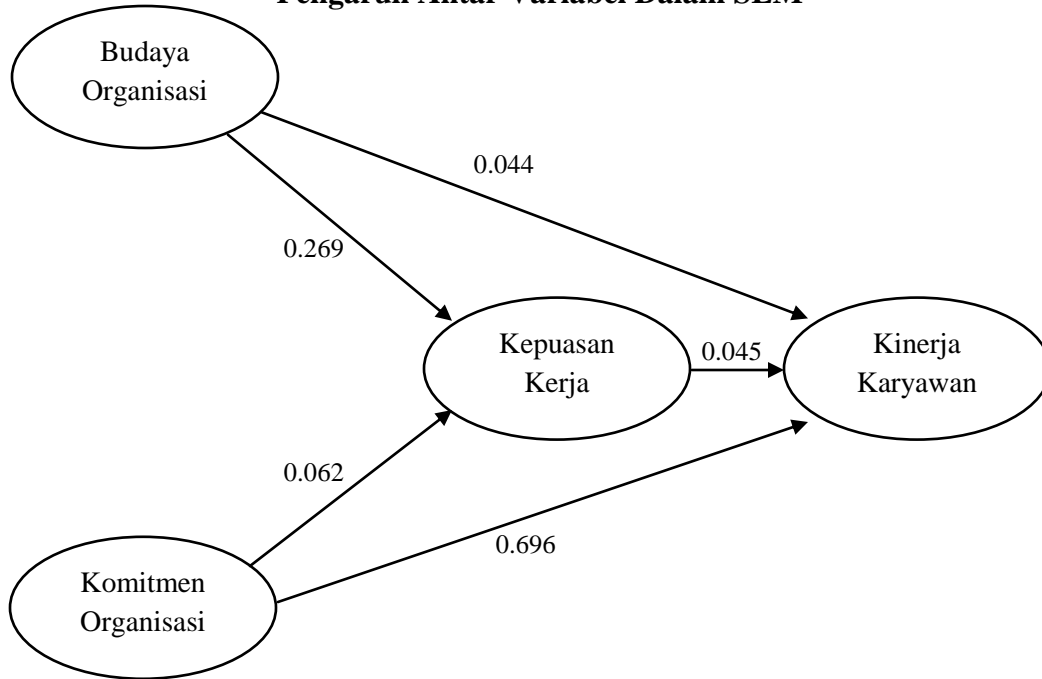 Pengaruh Antar Variabel Dalam SEM
Budaya
Organisasi
0.044
0.269
Kepuasan
Kerja
0.045
Kinerja
Karyawan
0.062
0.696
Komitmen
Organisasi